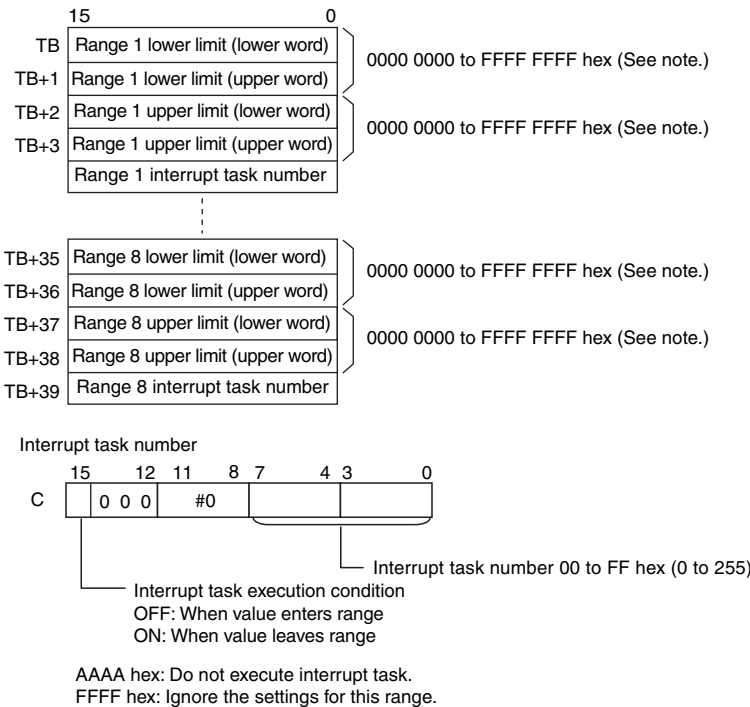 15 0
TB Range 1 lower limit (lower word) 0000 0000 to FFFF FFFF hex (See note.)
TB+1 Range 1 lower limit (upper word)
TB+2 Range 1 upper limit (lower word) 0000 0000 to FFFF FFFF hex (See note.)
TB+3 Range 1 upper limit (upper word)
Range 1 interrupt task number
TB+35 Range 8 lower limit (lower word) 0000 0000 to FFFF FFFF hex (See note.)
TB+36 Range 8 lower limit (upper word)
TB+37 Range 8 upper limit (lower word) 0000 0000 to FFFF FFFF hex (See note.)
TB+38 Range 8 upper limit (upper word)
TB+39 Range 8 interrupt task number
Interrupt task number
15 12 11 8 7 4 3 0
C 0 0 0 #0
Interrupt task number 00 to FF hex (0 to 255)
Interrupt task execution condition
OFF: When value enters range
ON: When value leaves range
AAAA hex: Do not execute interrupt task.
FFFF hex: Ignore the settings for this range.